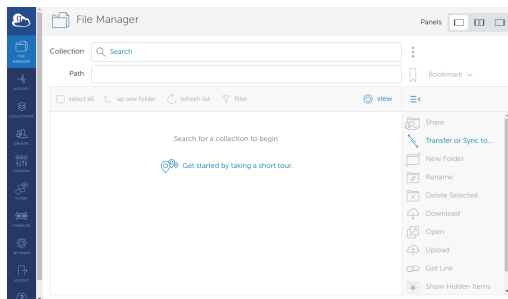 File Manager
Panels
Collection
Search
Path
Bookmark
select all
up one folder
refresh list
filter
view
Search for a collection to begin
Get started by taking a short tour.
Share
Transfer or Sync to...
New Folder
Rename
Delete Selected
Download
Open
Upload
Get Link
Show Hidden Items
FILE
MANAGER
ACTIVITY
COLLECTIONS
GROUPS
CONSOLE
FLOWS
COMPUTE
SETTINGS
LOGOUT